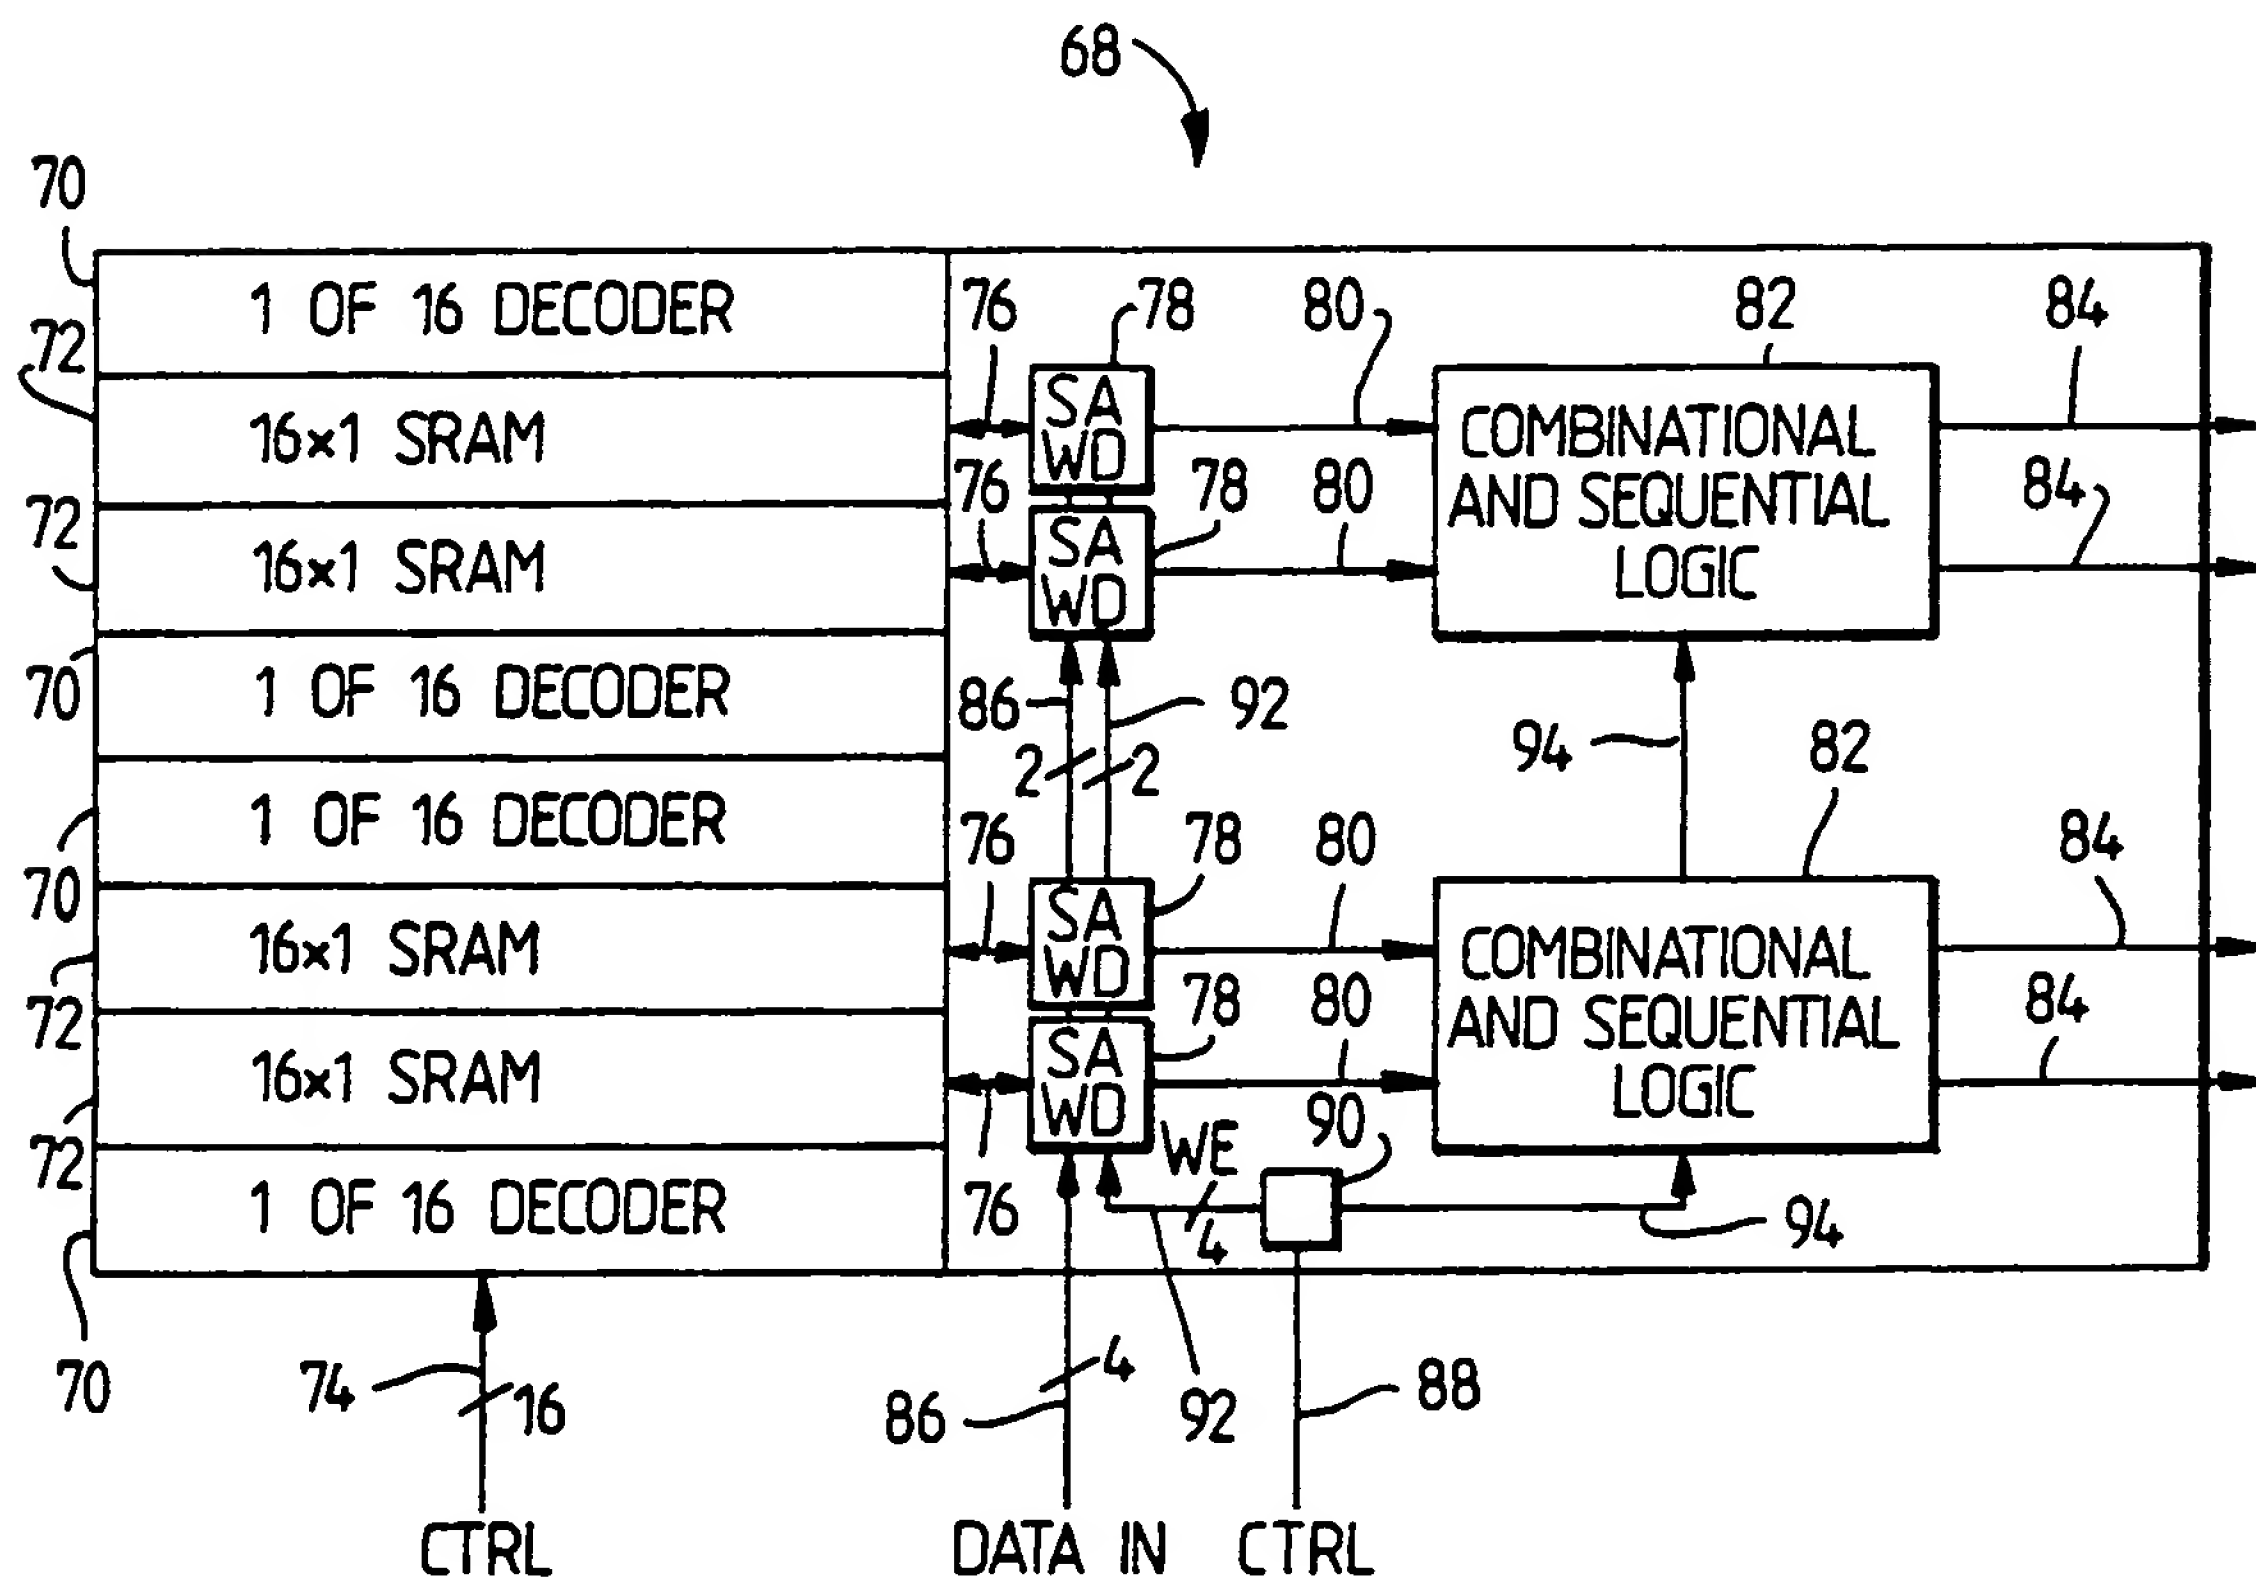 68
70
1 OF 16 DECODER
76
78
80
82
84
72
16×1 SRAM
SA
WD
COMBINATIONAL
AND SEQUENTIAL
LOGIC
76
78
80
84
72
16×1 SRAM
SA
WD
70
1 OF 16 DECODER
86
92
2
2
94
82
1 OF 16 DECODER
70
76
78
80
84
16×1 SRAM
72
SA
WD
COMBINATIONAL
AND SEQUENTIAL
LOGIC
78
80
84
16×1 SRAM
72
SA
WD
76
WE
4
90
94
1 OF 16 DECODER
70
74
16
86
4
92
88
CTRL
DATA IN
CTRL